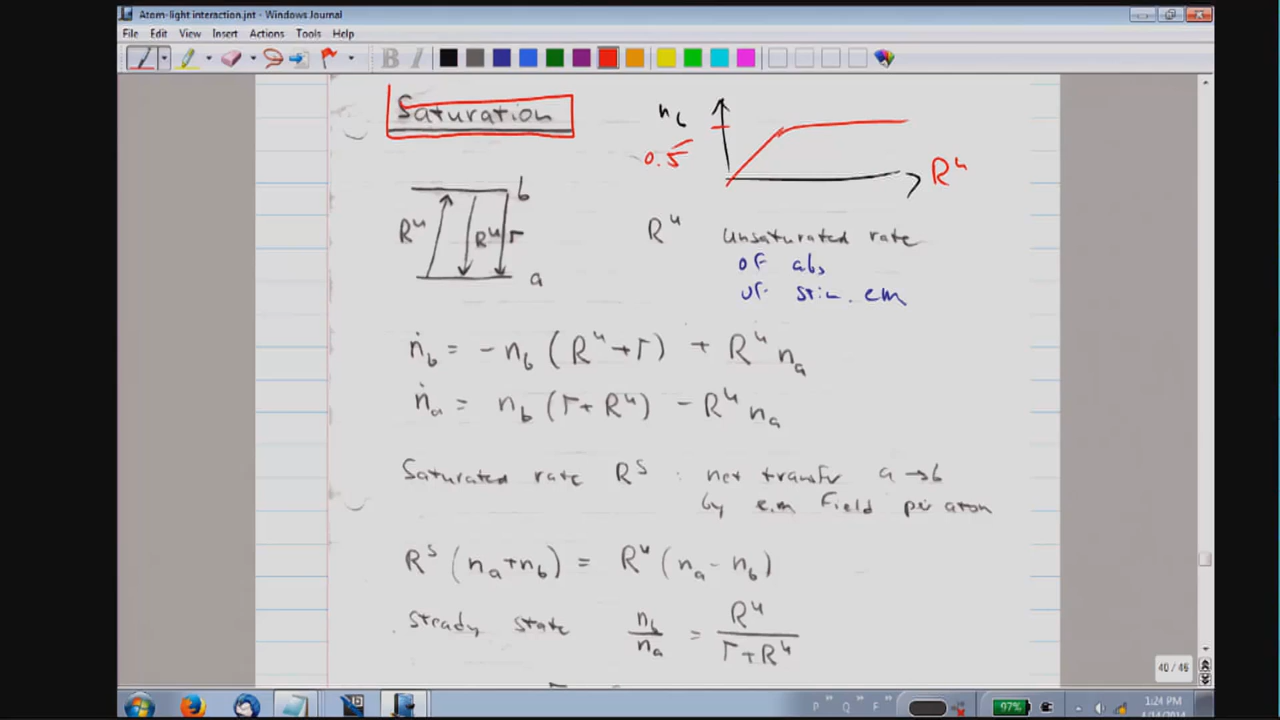 Atom-light interaction.jnt - Windows Journal
File Edit View Insert Actions Tools Help
B I
Saturation
n_b
0.5
R^u
b
R^u
R^u
Γ
a
R^u unsaturated rate
of abs
of stim. em
ṅ_b = - n_b (R^u + Γ) + R^u n_a
ṅ_a = n_b (Γ + R^u) - R^u n_a
Saturated rate R^s : net transfer a → b
by e.m field per atom
R^s (n_a + n_b) = R^u (n_a - n_b)
steady state n_b/n_a = R^u/(Γ + R^u)
40 / 46
97%
1:24 PM